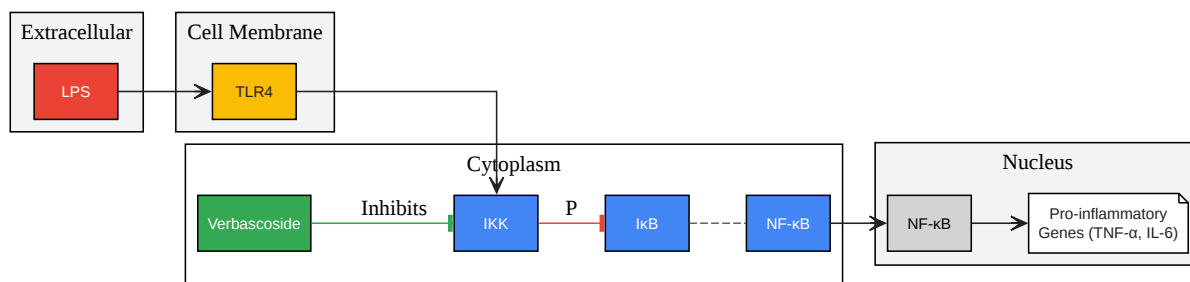 Extracellular
Cell Membrane
LPS
TLR4
Cytoplasm
Nucleus
Verbascoside
Inhibits
IKK
P
IκB
NF-κB
NF-κB
Pro-inflammatory
Genes (TNF-α, IL-6)